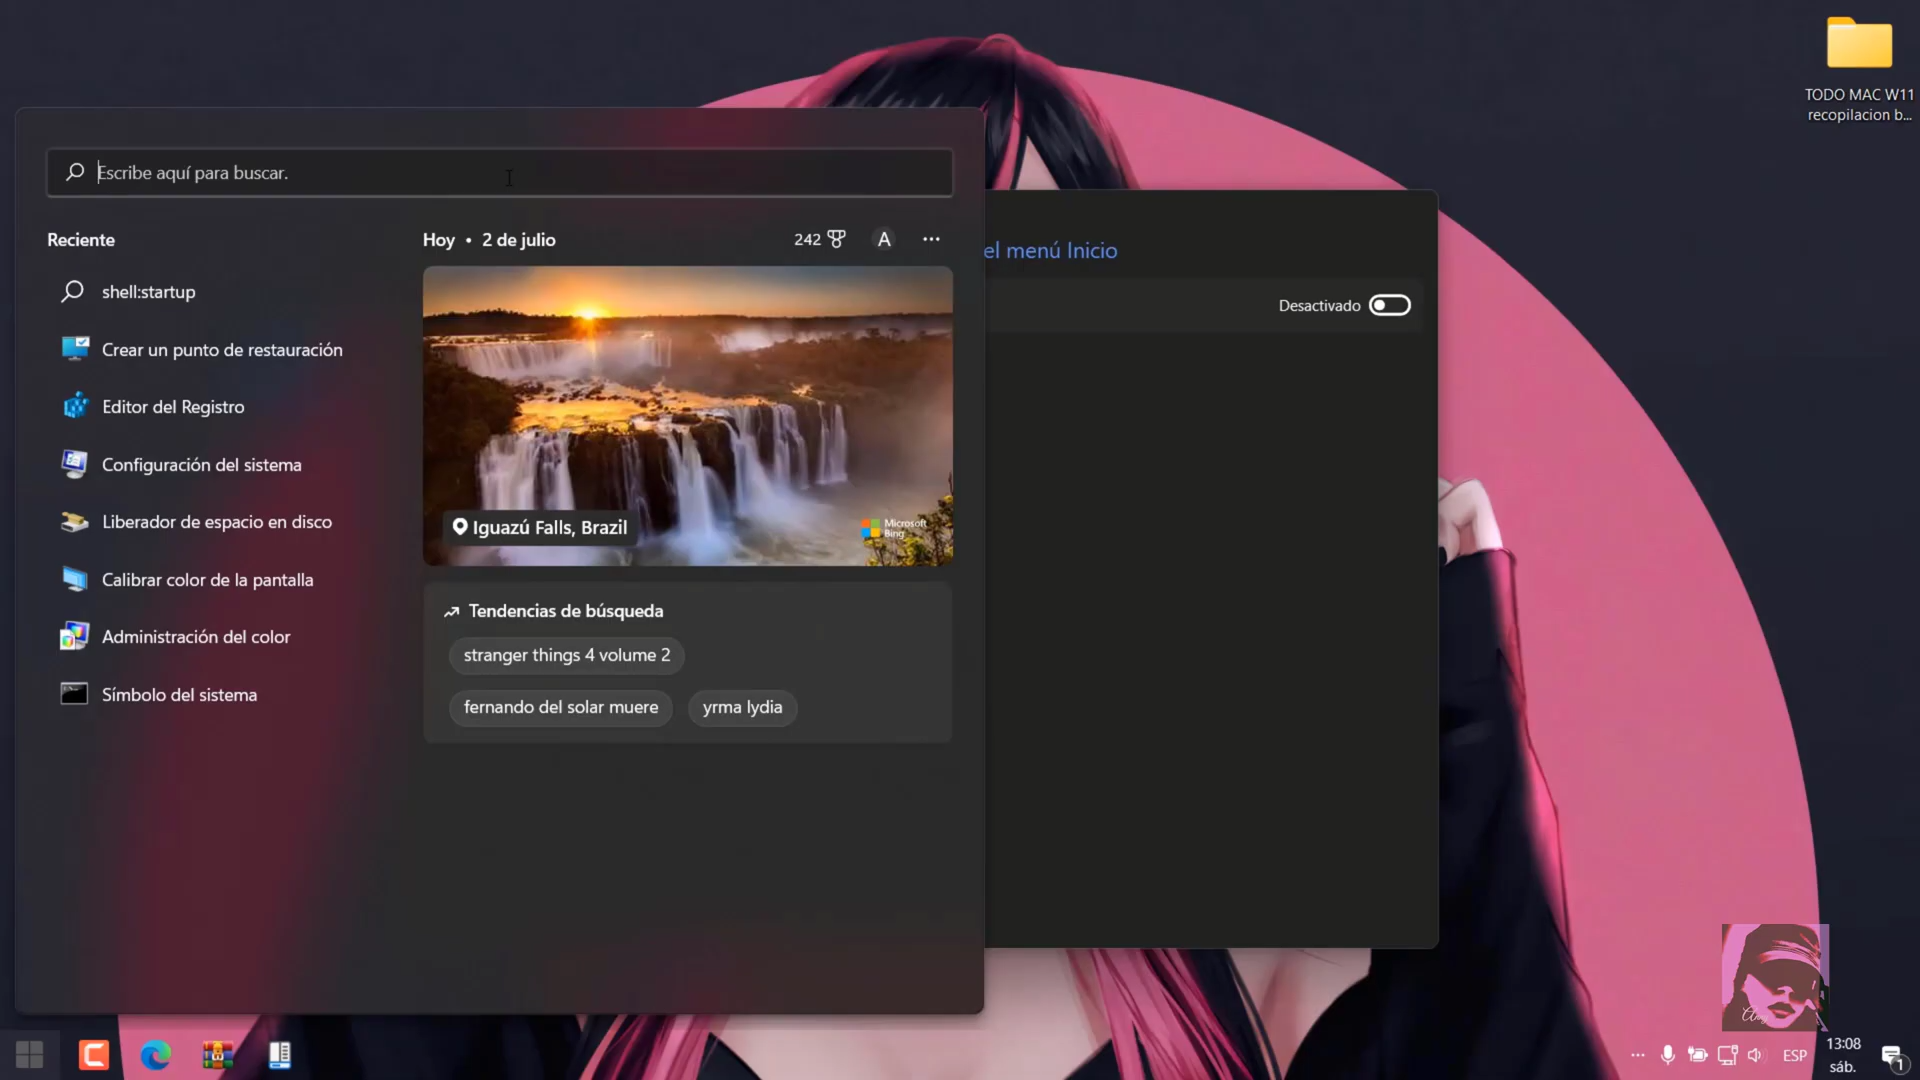 TODO MAC W11
recopilacion b...
Escribe aquí para buscar.
Reciente
Hoy • 2 de julio
242
A
...
el menú Inicio
shell:startup
Desactivado
Crear un punto de restauración
Editor del Registro
Configuración del sistema
Liberador de espacio en disco
Calibrar color de la pantalla
Administración del color
Símbolo del sistema
Iguazú Falls, Brazil
Microsoft
Bing
Tendencias de búsqueda
stranger things 4 volume 2
fernando del solar muere
yrma lydia
ESP
13:08
sáb.
1